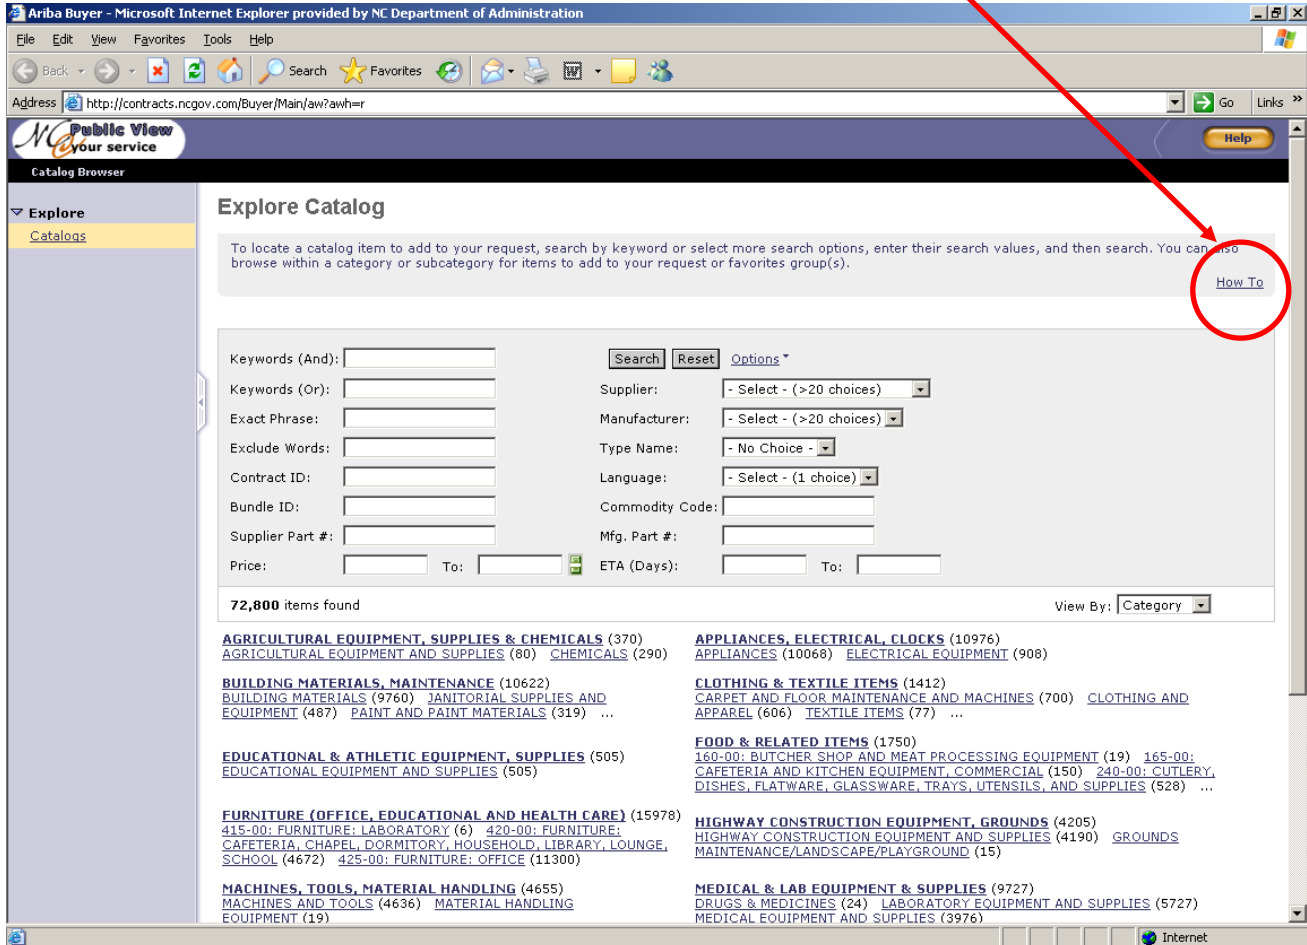 Ariba Buyer - Microsoft Internet Explorer provided by NC Department of Administration
File Edit View Favorites Tools Help
Back Search Favorites
Address http://contracts.ncgov.com/Buyer/Main/aw?awh=r Go Links »
NC @ Public View your service
Help
Catalog Browser
Explore
Catalogs
Explore Catalog
To locate a catalog item to add to your request, search by keyword or select more search options, enter their search values, and then search. You can also
browse within a category or subcategory for items to add to your request or favorites group(s).
How To
Keywords (And): Search Reset Options
Keywords (Or): Supplier: - Select - (>20 choices)
Exact Phrase: Manufacturer: - Select - (>20 choices)
Exclude Words: Type Name: - No Choice -
Contract ID: Language: - Select - (1 choice)
Bundle ID: Commodity Code:
Supplier Part #: Mfg. Part #:
Price: To: ETA (Days): To:
72,800 items found View By: Category
AGRICULTURAL EQUIPMENT, SUPPLIES & CHEMICALS (370)
AGRICULTURAL EQUIPMENT AND SUPPLIES (80) CHEMICALS (290)
APPLIANCES, ELECTRICAL, CLOCKS (10976)
APPLIANCES (10068) ELECTRICAL EQUIPMENT (908)
BUILDING MATERIALS, MAINTENANCE (10622)
BUILDING MATERIALS (9760) JANITORIAL SUPPLIES AND
EQUIPMENT (487) PAINT AND PAINT MATERIALS (319) ...
CLOTHING & TEXTILE ITEMS (1412)
CARPET AND FLOOR MAINTENANCE AND MACHINES (700) CLOTHING AND
APPAREL (606) TEXTILE ITEMS (77) ...
EDUCATIONAL & ATHLETIC EQUIPMENT, SUPPLIES (505)
EDUCATIONAL EQUIPMENT AND SUPPLIES (505)
FOOD & RELATED ITEMS (1750)
160-00: BUTCHER SHOP AND MEAT PROCESSING EQUIPMENT (19) 165-00:
CAFETERIA AND KITCHEN EQUIPMENT, COMMERCIAL (150) 240-00: CUTLERY,
DISHES, FLATWARE, GLASSWARE, TRAYS, UTENSILS, AND SUPPLIES (528) ...
FURNITURE (OFFICE, EDUCATIONAL AND HEALTH CARE) (15978)
415-00: FURNITURE: LABORATORY (6) 420-00: FURNITURE:
CAFETERIA, CHAPEL, DORMITORY, HOUSEHOLD, LIBRARY, LOUNGE,
SCHOOL (4672) 425-00: FURNITURE: OFFICE (11300)
HIGHWAY CONSTRUCTION EQUIPMENT, GROUNDS (4205)
HIGHWAY CONSTRUCTION EQUIPMENT AND SUPPLIES (4190) GROUNDS
MAINTENANCE/LANDSCAPE/PLAYGROUND (15)
MACHINES, TOOLS, MATERIAL HANDLING (4655)
MACHINES AND TOOLS (4636) MATERIAL HANDLING
EQUIPMENT (19)
MEDICAL & LAB EQUIPMENT & SUPPLIES (9727)
DRUGS & MEDICINES (24) LABORATORY EQUIPMENT AND SUPPLIES (5727)
MEDICAL EQUIPMENT AND SUPPLIES (3976)
Internet